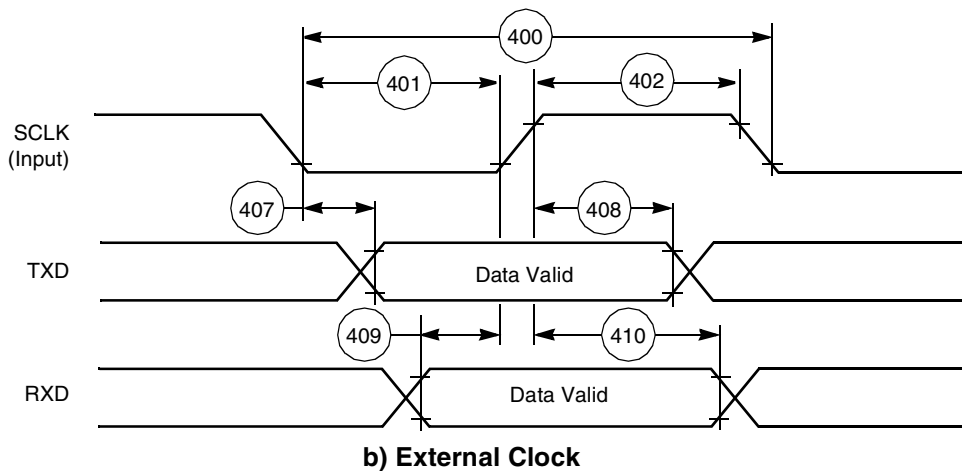 400
401
402
SCLK
(Input)
407
408
TXD
Data Valid
409
410
RXD
Data Valid
b) External Clock